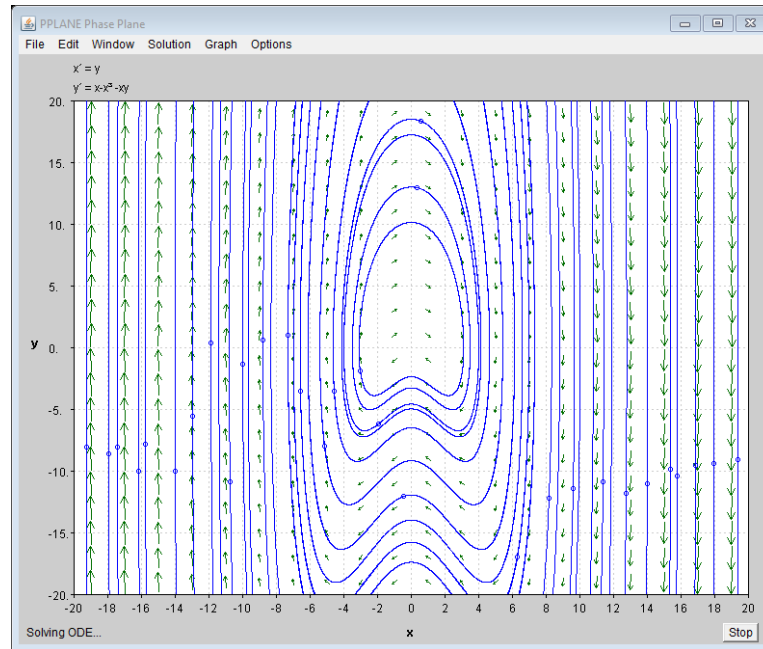 PPLANE Phase Plane
File Edit Window Solution Graph Options
x' = y
y' = x-x³-xy
20.
15.
10.
5.
0.
-5.
-10.
-15.
-20.
y
-20 -18 -16 -14 -12 -10 -8 -6 -4 -2 0 2 4 6 8 10 12 14 16 18 20
x
Solving ODE...
Stop